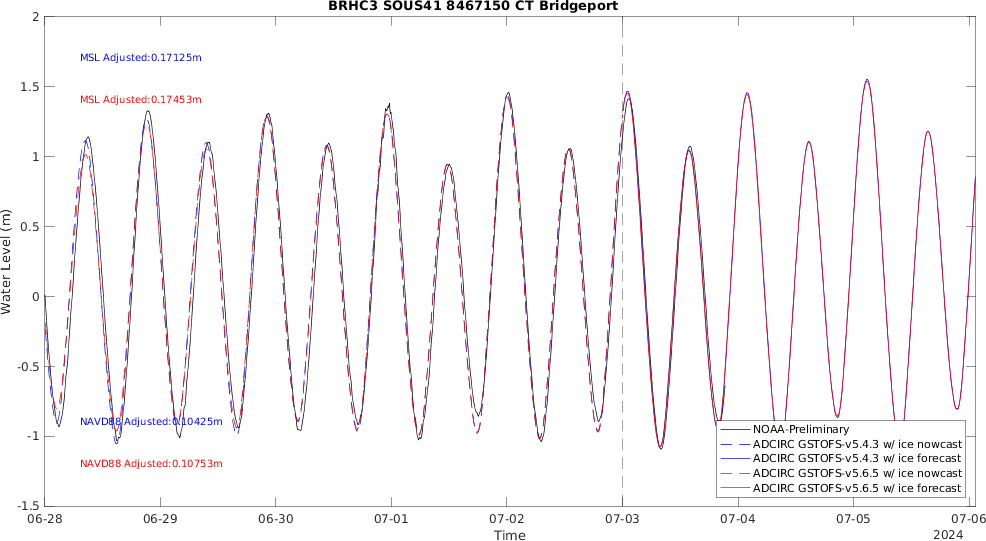 BRHC3 SOUS41 8467150 CT Bridgeport
Water Level (m)
2
1.5
1
0.5
0
-0.5
-1
-1.5
MSL Adjusted:0.17125m
MSL Adjusted:0.17453m
NAVD88 Adjusted:0.10425m
NAVD88 Adjusted:0.10753m
NOAA-Preliminary
ADCIRC GSTOFS-v5.4.3 w/ ice nowcast
ADCIRC GSTOFS-v5.4.3 w/ ice forecast
ADCIRC GSTOFS-v5.6.5 w/ ice nowcast
ADCIRC GSTOFS-v5.6.5 w/ ice forecast
06-28 06-29 06-30 07-01 07-02 07-03 07-04 07-05 07-06
Time
2024